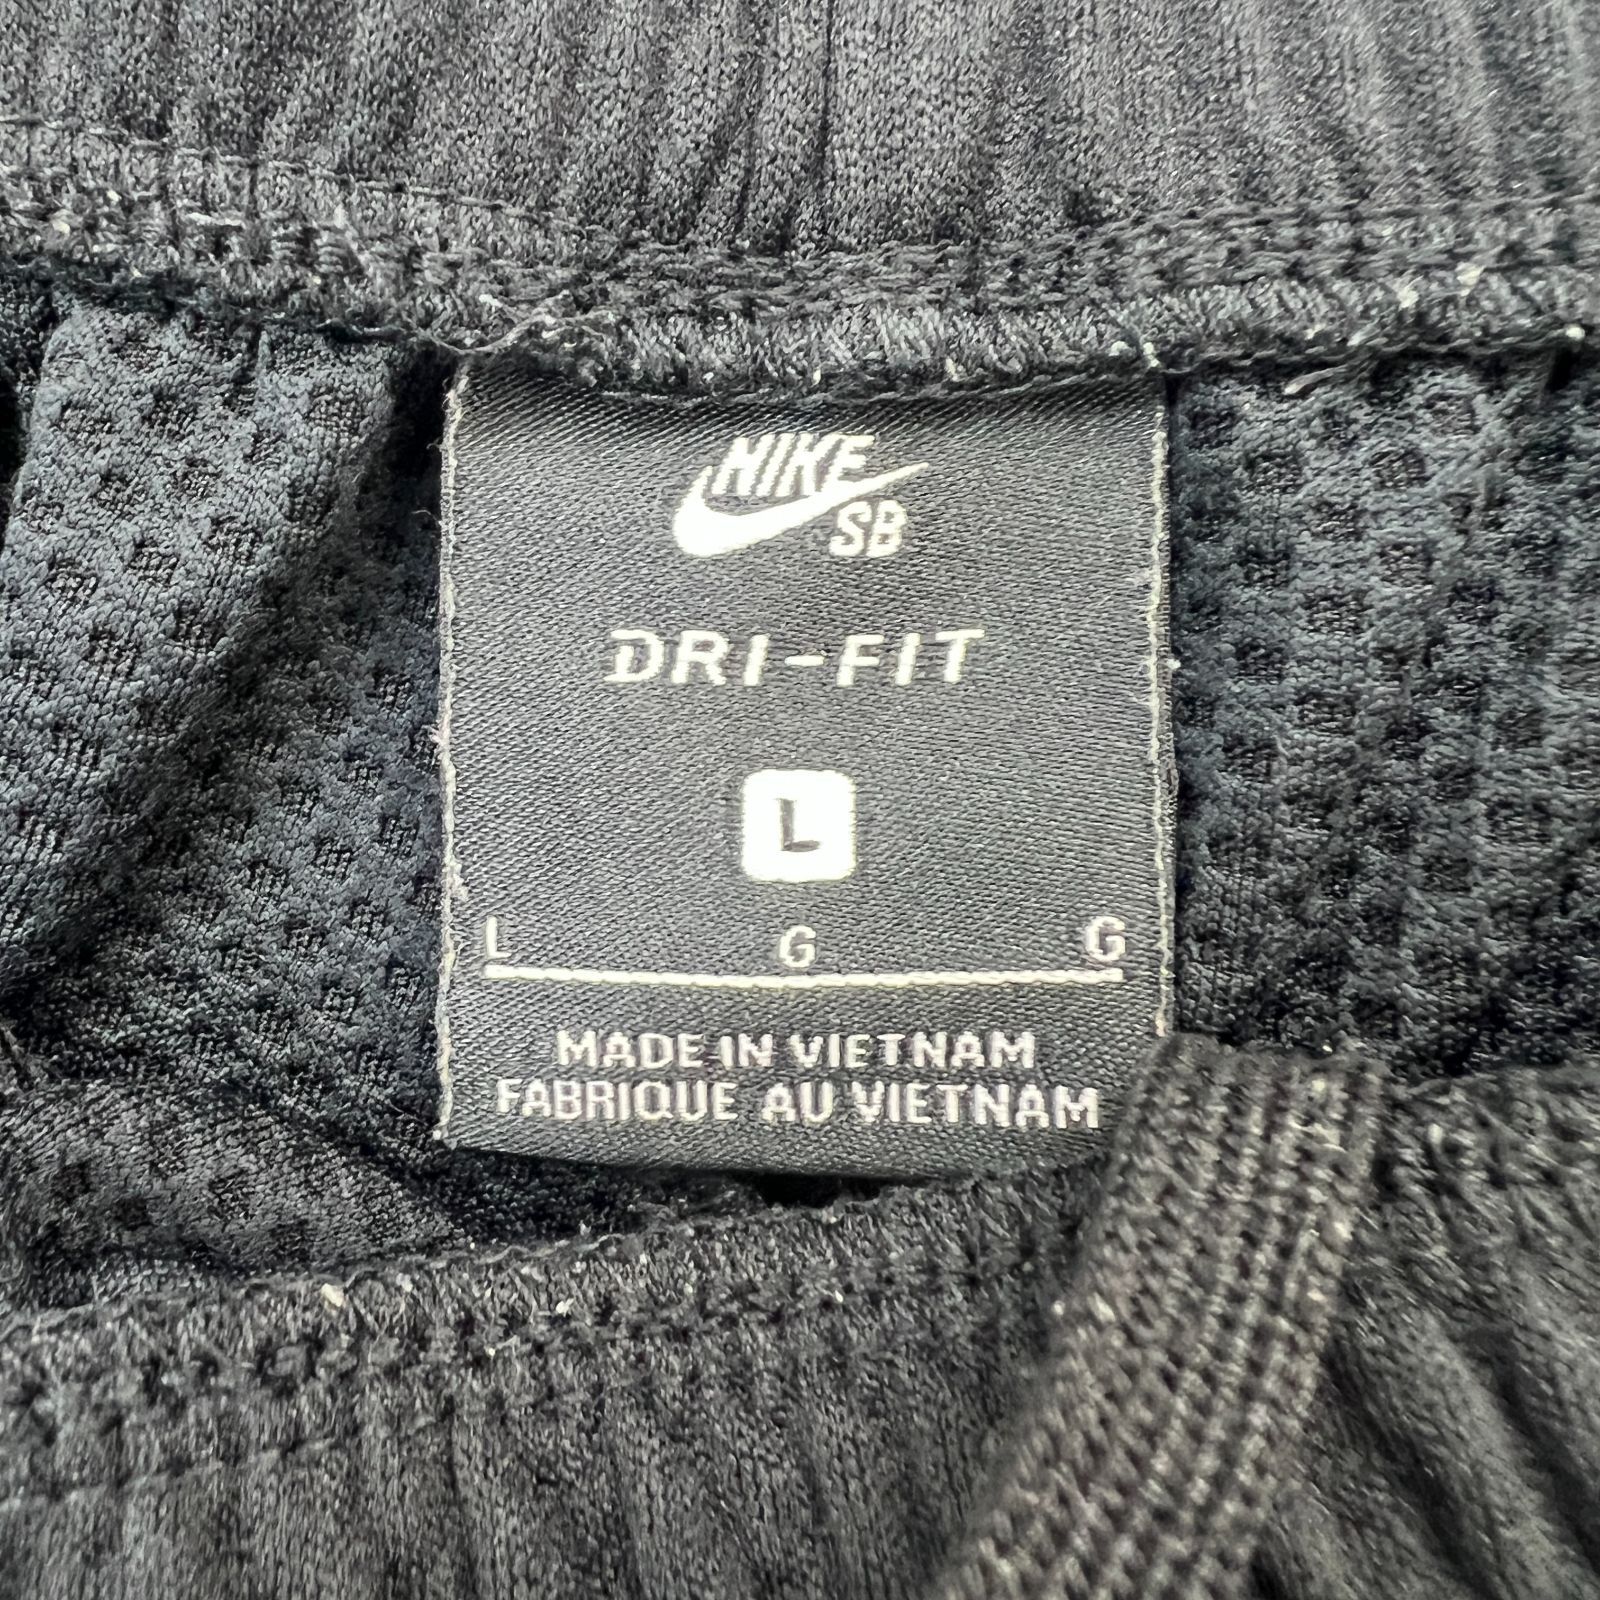 NIKE
SB
DRI-FIT
L
L G G
MADE IN VIETNAM
FABRIQUE AU VIETNAM